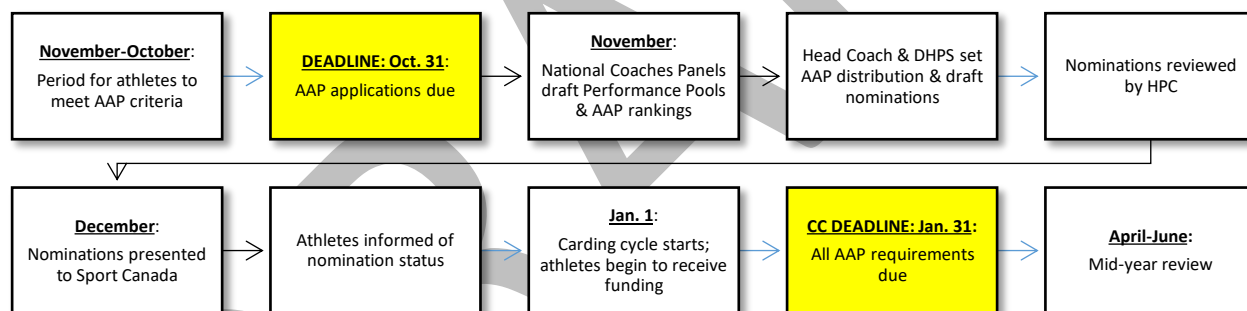 November-October:
Period for athletes to
meet AAP criteria
DEADLINE: Oct. 31:
AAP applications due
November:
National Coaches Panels
draft Performance Pools
& AAP rankings
Head Coach & DHPS set
AAP distribution & draft
nominations
Nominations reviewed
by HPC
December:
Nominations presented
to Sport Canada
Athletes informed of
nomination status
Jan. 1:
Carding cycle starts;
athletes begin to receive
funding
CC DEADLINE: Jan. 31:
All AAP requirements
due
April-June:
Mid-year review